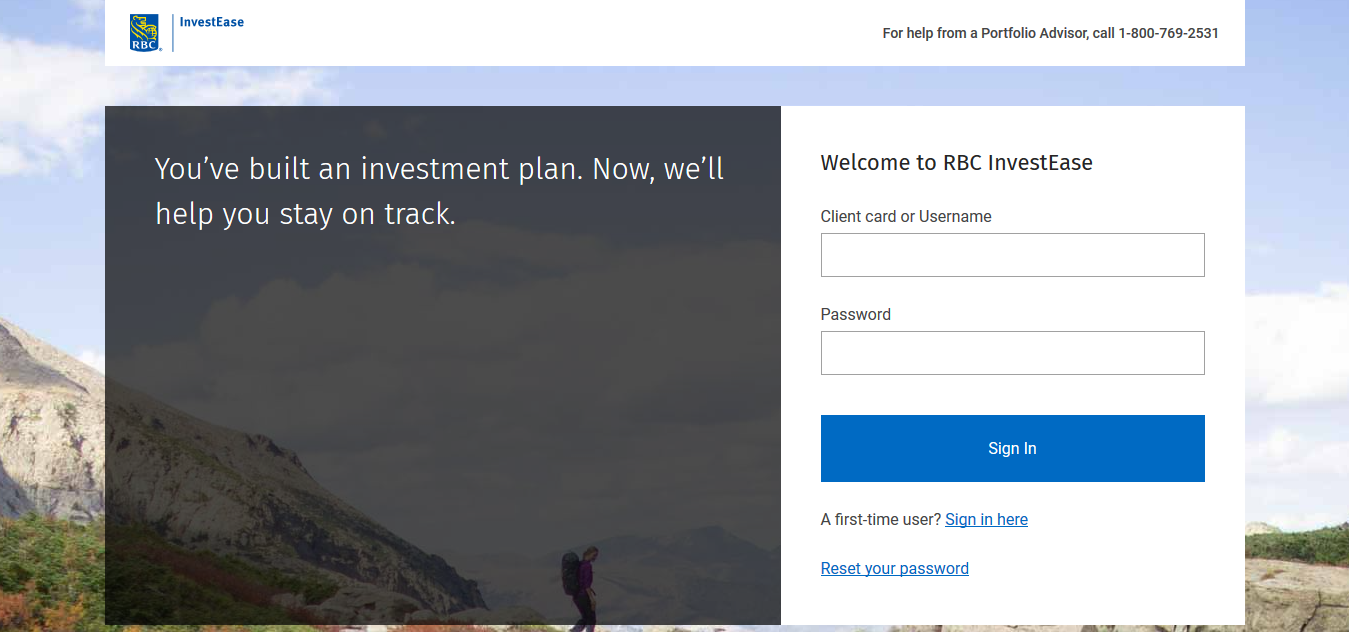 RBC
InvestEase
For help from a Portfolio Advisor, call 1-800-769-2531
You’ve built an investment plan. Now, we’ll
help you stay on track.
Welcome to RBC InvestEase
Client card or Username
Password
Sign In
A first-time user? Sign in here
Reset your password